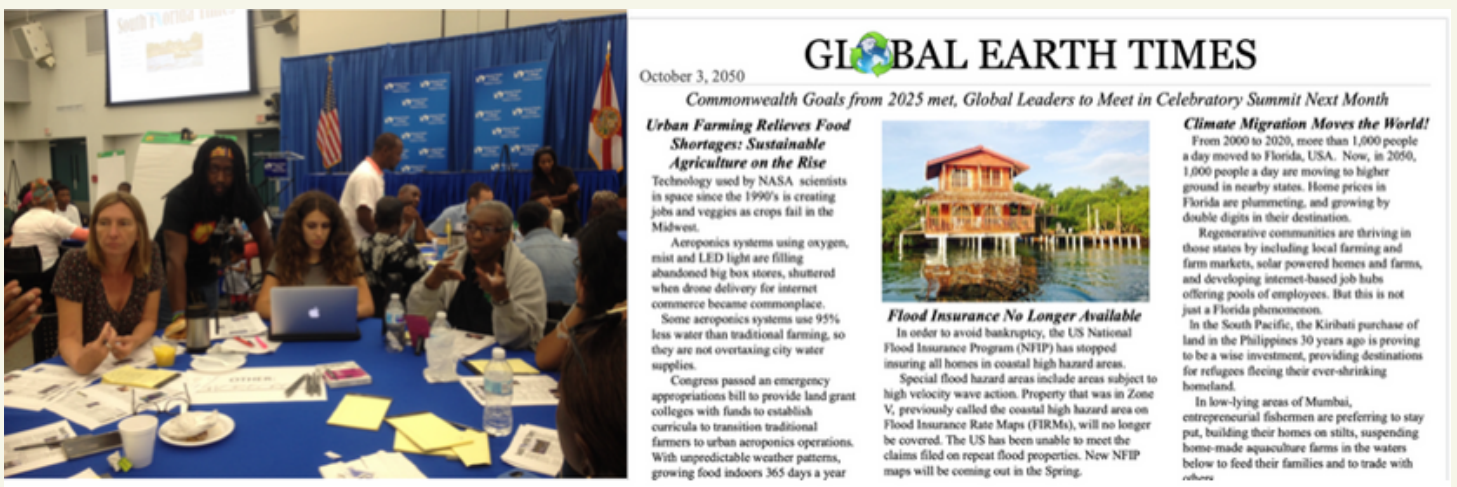 South Florida Times
OTHER
GLOBAL EARTH TIMES
October 3, 2050
Commonwealth Goals from 2025 met, Global Leaders to Meet in Celebratory Summit Next Month
Urban Farming Relieves Food
Shortages: Sustainable
Agriculture on the Rise
Technology used by NASA scientists
in space since the 1990's is creating
jobs and veggies as crops fail in the
Midwest.
Aeroponics systems using oxygen,
mist and LED light are filling
abandoned big box stores, shuttered
when drone delivery for internet
commerce became commonplace.
Some aeroponics systems use 95%
less water than traditional farming, so
they are not overtaxing city water
supplies.
Congress passed an emergency
appropriations bill to provide land grant
colleges with funds to establish
curricula to transition traditional
farmers to urban aeroponics operations.
With unpredictable weather patterns,
growing food indoors 365 days a year
Flood Insurance No Longer Available
In order to avoid bankruptcy, the US National
Flood Insurance Program (NFIP) has stopped
insuring all homes in coastal high hazard areas.
Special flood hazard areas include areas subject to
high velocity wave action. Property that was in Zone
V, previously called the coastal high hazard area on
Flood Insurance Rate Maps (FIRMs), will no longer
be covered. The US has been unable to meet the
claims filed on repeat flood properties. New NFIP
maps will be coming out in the Spring.
Climate Migration Moves the World!
From 2000 to 2020, more than 1,000 people
a day moved to Florida, USA. Now, in 2050,
1,000 people a day are moving to higher
ground in nearby states. Home prices in
Florida are plummeting, and growing by
double digits in their destination.
Regenerative communities are thriving in
those states by including local farming and
farm markets, solar powered homes and farms,
and developing internet-based job hubs
offering pools of employees. But this is not
just a Florida phenomenon.
In the South Pacific, the Kiribati purchase of
land in the Philippines 30 years ago is proving
to be a wise investment, providing destinations
for refugees fleeing their ever-shrinking
homeland.
In low-lying areas of Mumbai,
entrepreneurial fishermen are preferring to stay
put, building their homes on stilts, suspending
home-made aquaculture farms in the waters
below to feed their families and to trade with
others.